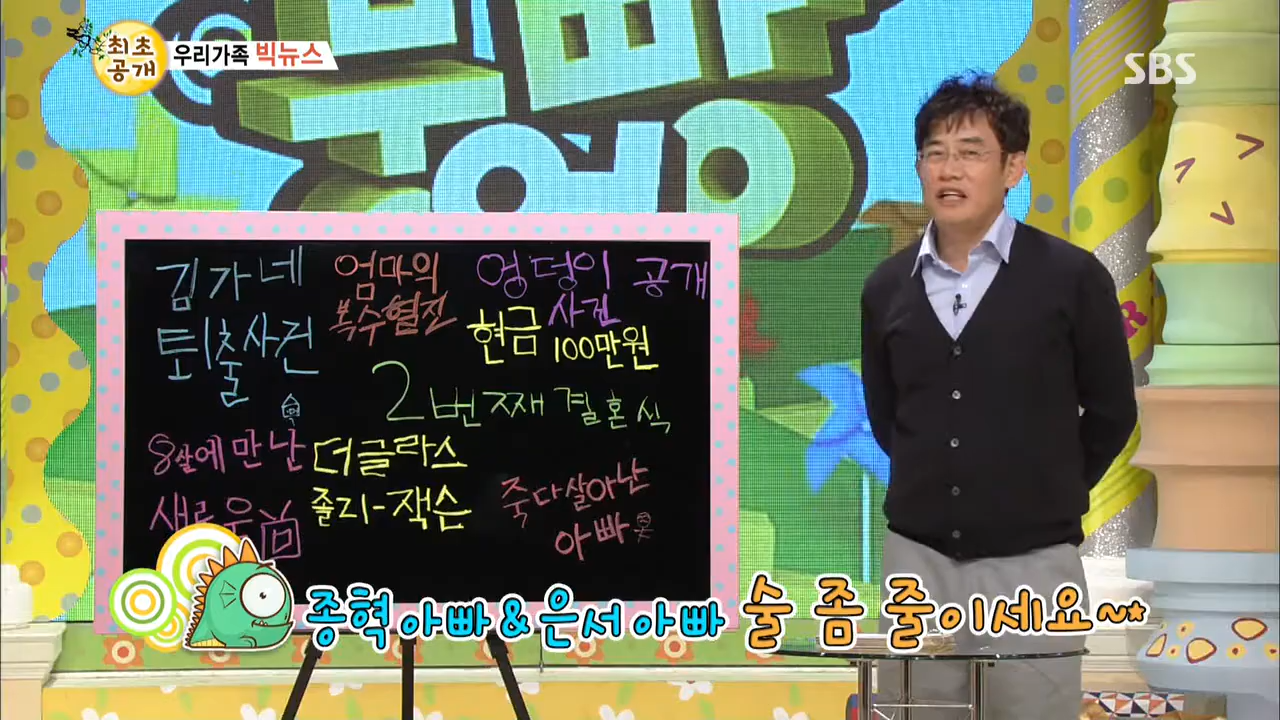 최초
공개
우리가족 빅뉴스
SBS
붕어빵
김가네
퇴출사건
엄마의
복수혈전
엉덩이 공개
사건
현금 100만원
2번째 결혼식
8살에 만난
새로운
더글라스
졸리-잭슨
죽다살아난
아빠
종혁 아빠 & 은서 아빠 술 좀 줄이세요~*